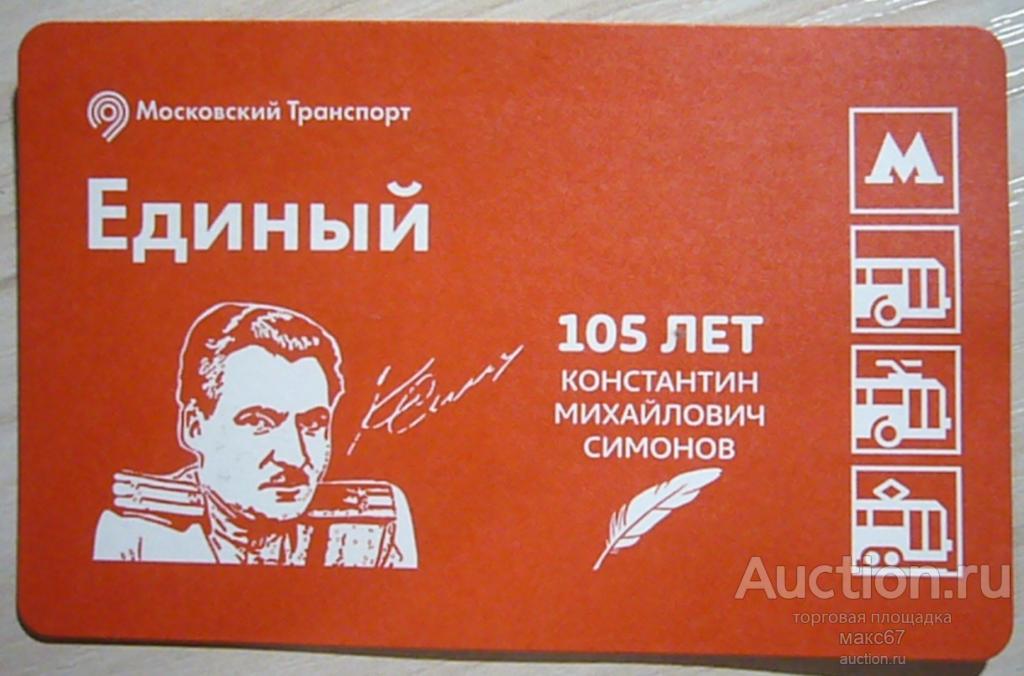 Московский Транспорт
Единый
105 ЛЕТ
КОНСТАНТИН
МИХАЙЛОВИЧ
СИМОНОВ
М
Auction.ru
торговая площадка
макс67
auction.ru